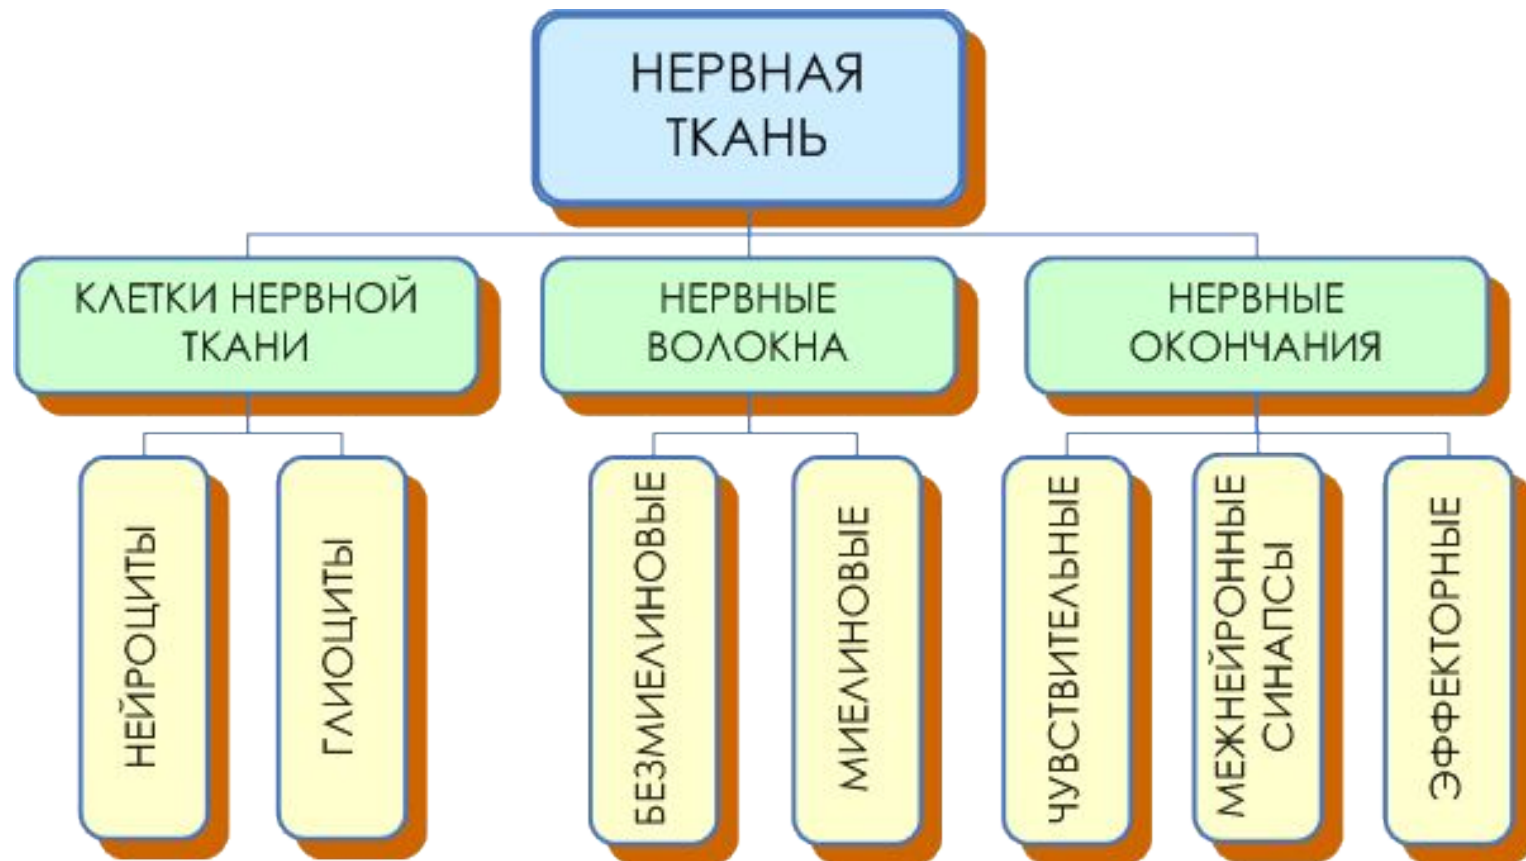 НЕРВНАЯ
ТКАНЬ
КЛЕТКИ НЕРВНОЙ
ТКАНИ
НЕРВНЫЕ
ВОЛОКНА
НЕРВНЫЕ
ОКОНЧАНИЯ
НЕЙРОЦИТЫ
ГЛИОЦИТЫ
БЕЗМИЕЛИНОВЫЕ
МИЕЛИНОВЫЕ
ЧУВСТВИТЕЛЬНЫЕ
МЕЖНЕЙРОННЫЕ
СИНАПСЫ
ЭФФЕКТОРНЫЕ